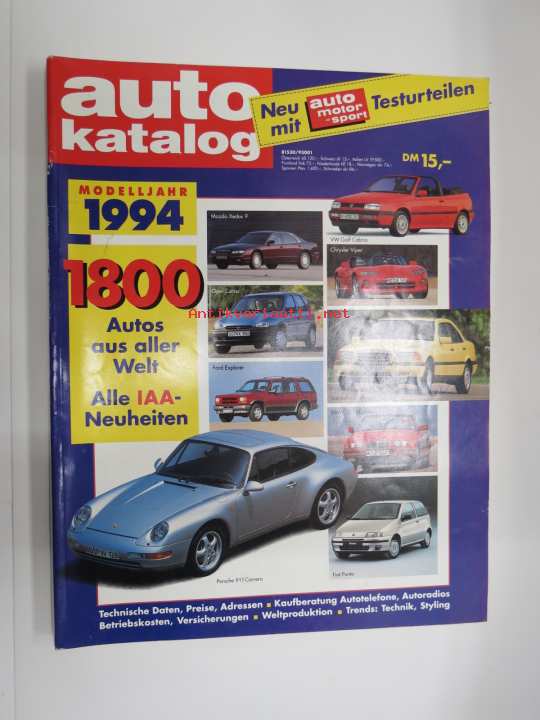 auto
katalog
Neu
mit
auto
motor
-sport
Testurteilen
81530/93001
DM 15,–
MODELLJAHR
1994
1800
Autos
aus aller
Welt
Alle IAA-
Neuheiten
Mazda Xedos 9
VW Golf Cabrio
Chrysler Viper
Opel Corsa
Antikvariaatti.net
Ford Explorer
Porsche 911 Carrera
Fiat Punto
Technische Daten, Preise, Adressen ▪ Kaufberatung Autotelefone, Autoradios
Betriebskosten, Versicherungen ▪ Weltproduktion ▪ Trends: Technik, Styling